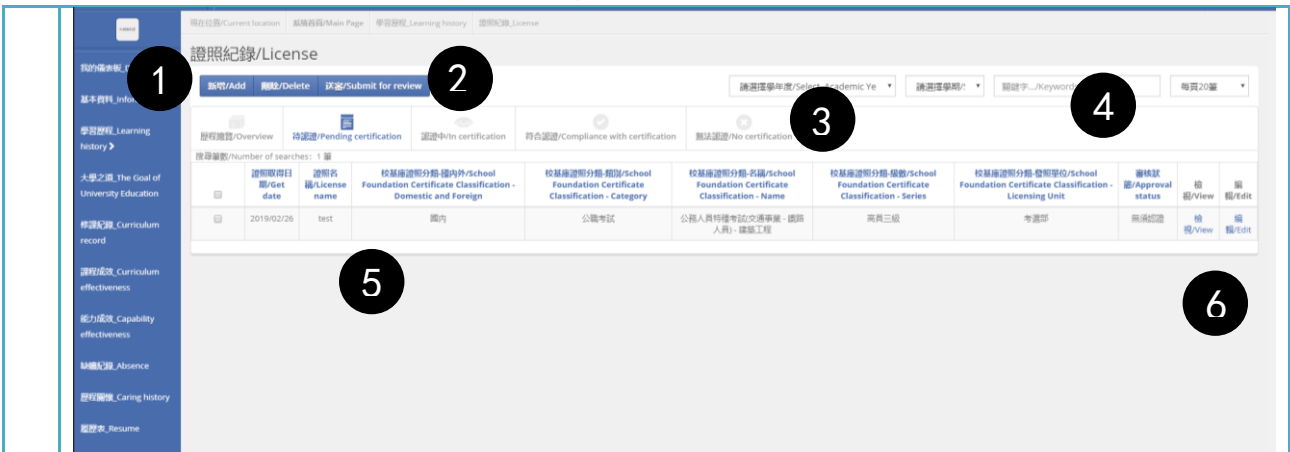 現在位置/Current location 系統首頁/Main Page 學習歷程_Learning history 證照紀錄_License
證照紀錄/License
我的儀表板_
基本資料_Infor
學習歷程_Learning
history
大學之道_The Goal of
University Education
修課紀錄_Curriculum
record
課程成效_Curriculum
effectiveness
能力成效_Capability
effectiveness
缺曠紀錄_Absence
歷程關懷_Caring history
履歷表_Resume
1
新增/Add 刪除/Delete 送審/Submit for review
2
請選擇學年度/Select Academic Ye
請選擇學期/
關鍵字.../Keyword
每頁20筆
3
4
歷程總覽/Overview 待認證/Pending certification 認證中/In certification 符合認證/Compliance with certification 無法認證/No certification
搜尋筆數/Number of searches: 1 筆
證照取得日
期/Get
date
證照名
稱/License
name
校基庫證照分類-國內外/School
Foundation Certificate Classification -
Domestic and Foreign
校基庫證照分類-類別/School
Foundation Certificate
Classification - Category
校基庫證照分類-名稱/School
Foundation Certificate
Classification - Name
校基庫證照分類-級數/School
Foundation Certificate
Classification - Series
校基庫證照分類-發照單位/School
Foundation Certificate Classification -
Licensing Unit
審核狀
態/Approval
status
檢
視/View
編
輯/Edit
2019/02/26
test
國內
公職考試
公務人員特種考試(交通事業-鐵路
人員)-建築工程
高員三級
考選部
無須認證
檢
視/View
編
輯/Edit
5
6